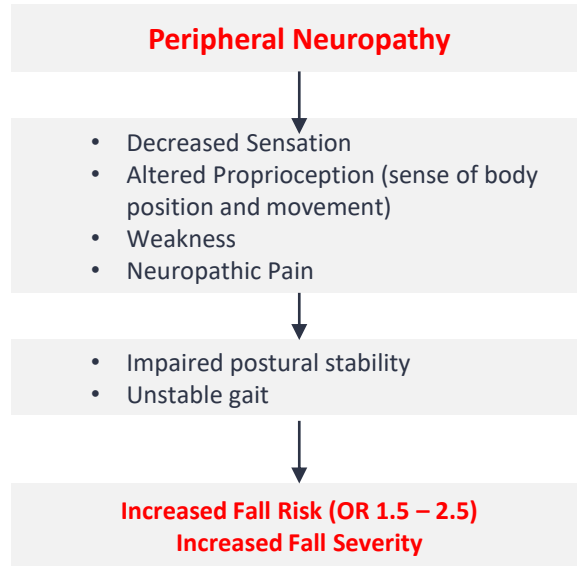 Peripheral Neuropathy
• Decreased Sensation
• Altered Proprioception (sense of body
position and movement)
• Weakness
• Neuropathic Pain
• Impaired postural stability
• Unstable gait
Increased Fall Risk (OR 1.5 – 2.5)
Increased Fall Severity